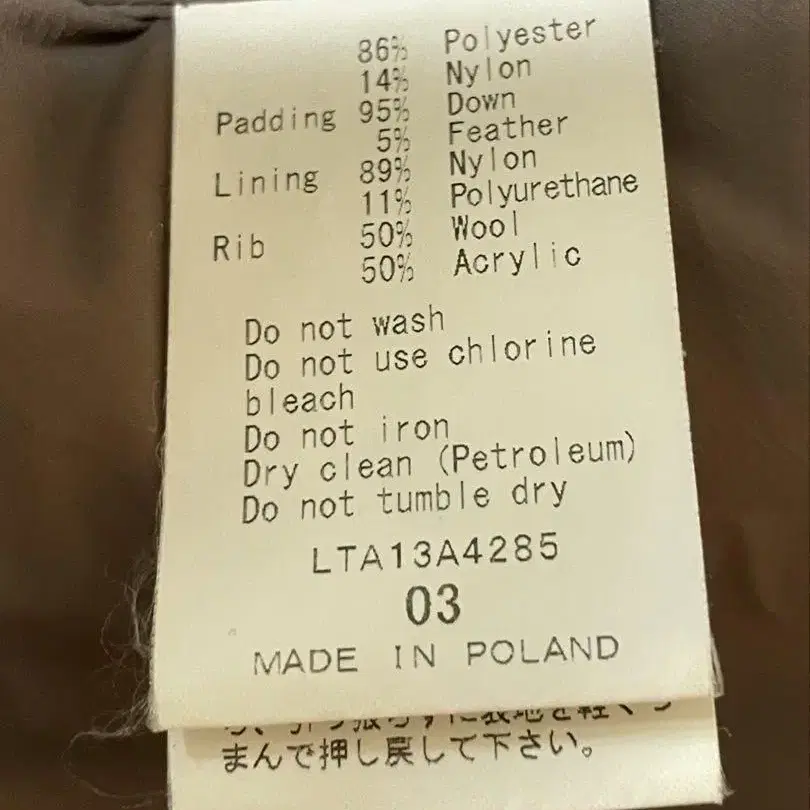 86% Polyester
14% Nylon
Padding 95% Down
5% Feather
Lining 89% Nylon
11% Polyurethane
Rib 50% Wool
50% Acrylic
Do not wash
Do not use chlorine
bleach
Do not iron
Dry clean (Petroleum)
Do not tumble dry
LTA13A4285
03
MADE IN POLAND
まんで押し戻して下さい。